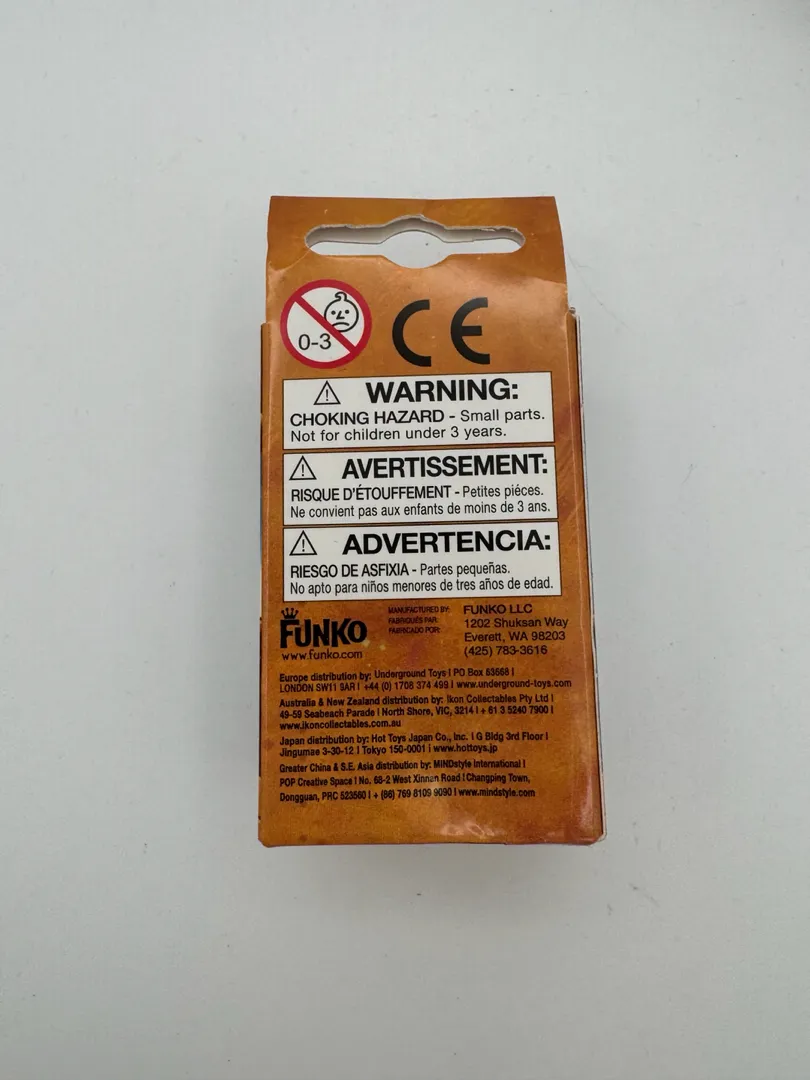 0-3
CE
WARNING:
CHOKING HAZARD - Small parts.
Not for children under 3 years.
AVERTISSEMENT:
RISQUE D'ÉTOUFFEMENT - Petites piéces.
Ne convient pas aux enfants de moins de 3 ans.
ADVERTENCIA:
RIESGO DE ASFIXIA - Partes pequeñas.
No apto para niños menores de tres años de edad.
FUNKO
www.funko.com
MANUFACTURED BY:
FABRIQUÉS PAR:
FABRICADO POR:
FUNKO LLC
1202 Shuksan Way
Everett, WA 98203
(425) 783-3616
Europe distribution by: Underground Toys | PO Box 53568 |
LONDON SW11 9AR | +44 (0) 1708 374 499 | www.underground-toys.com
Australia & New Zealand distribution by: Ikon Collectables Pty Ltd |
49-59 Seabeach Parade | North Shore, VIC, 3214 | + 61 3 5240 7900 |
www.ikoncollectables.com.au
Japan distribution by: Hot Toys Japan Co., Inc. | G Bldg 3rd Floor |
Jingumae 3-30-12 | Tokyo 150-0001 | www.hottoys.jp
Greater China & S.E. Asia distribution by: MINDstyle International |
POP Creative Space | No. 68-2 West Xinnan Road | Changping Town,
Dongguan, PRC 523560 | + (86) 769 8109 9090 | www.mindstyle.com